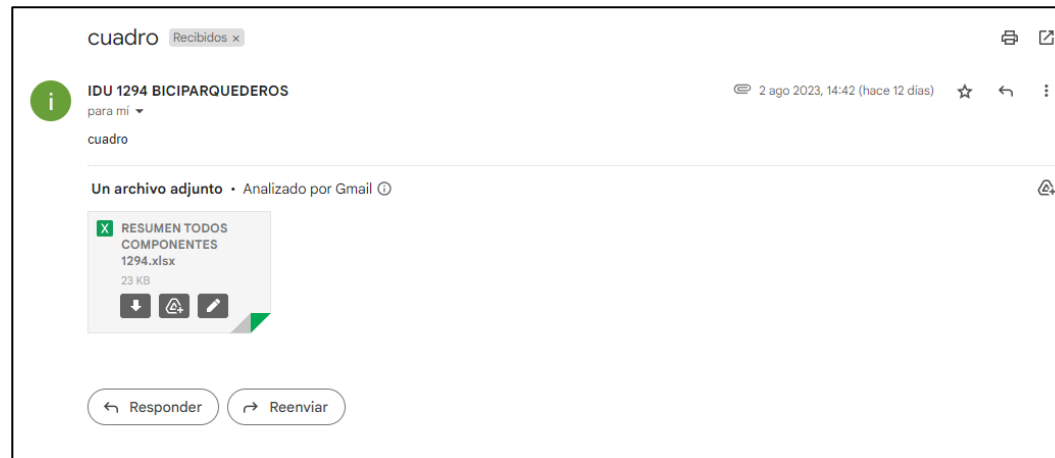 cuadro Recibidos ×
i
IDU 1294 BICIPARQUEDEROS 2 ago 2023, 14:42 (hace 12 días)
para mí
cuadro
Un archivo adjunto • Analizado por Gmail
X RESUMEN TODOS
COMPONENTES
1294.xlsx
23 KB
Responder Reenviar